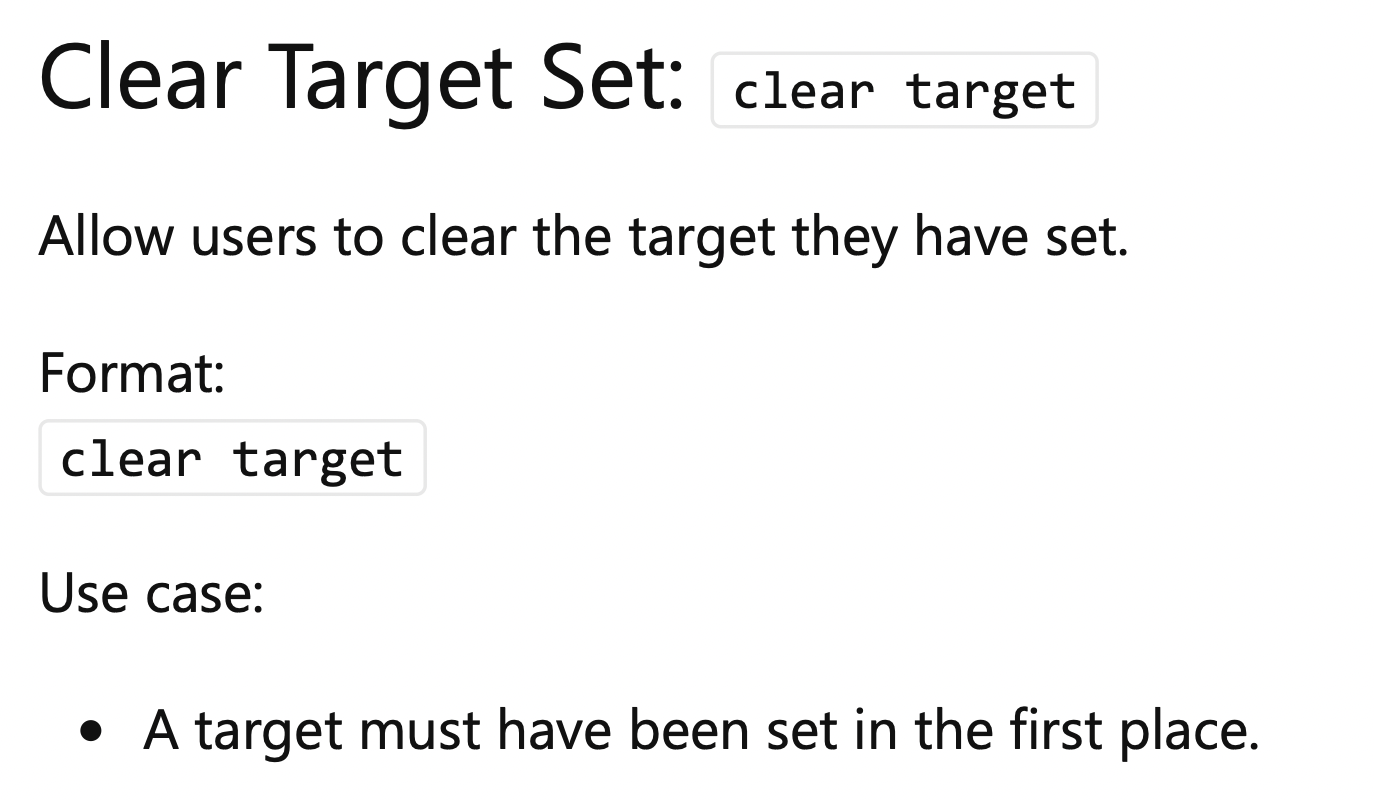 Clear Target Set: clear target
Allow users to clear the target they have set.
Format:
clear target
Use case:
• A target must have been set in the first place.